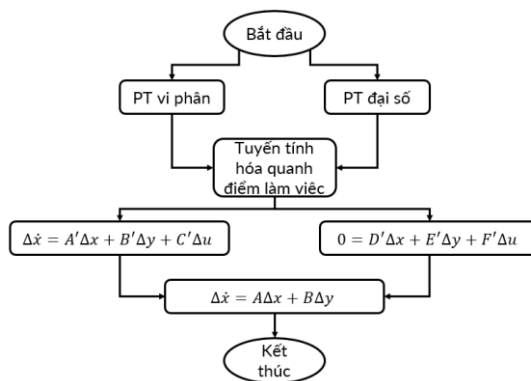 Bắt đầu
PT vi phân
PT đại số
Tuyến tính
hóa quanh
điểm làm việc
Δẋ = A′Δx + B′Δy + C′Δu
0 = D′Δx + E′Δy + F′Δu
Δẋ = AΔx + BΔy
Kết
thúc